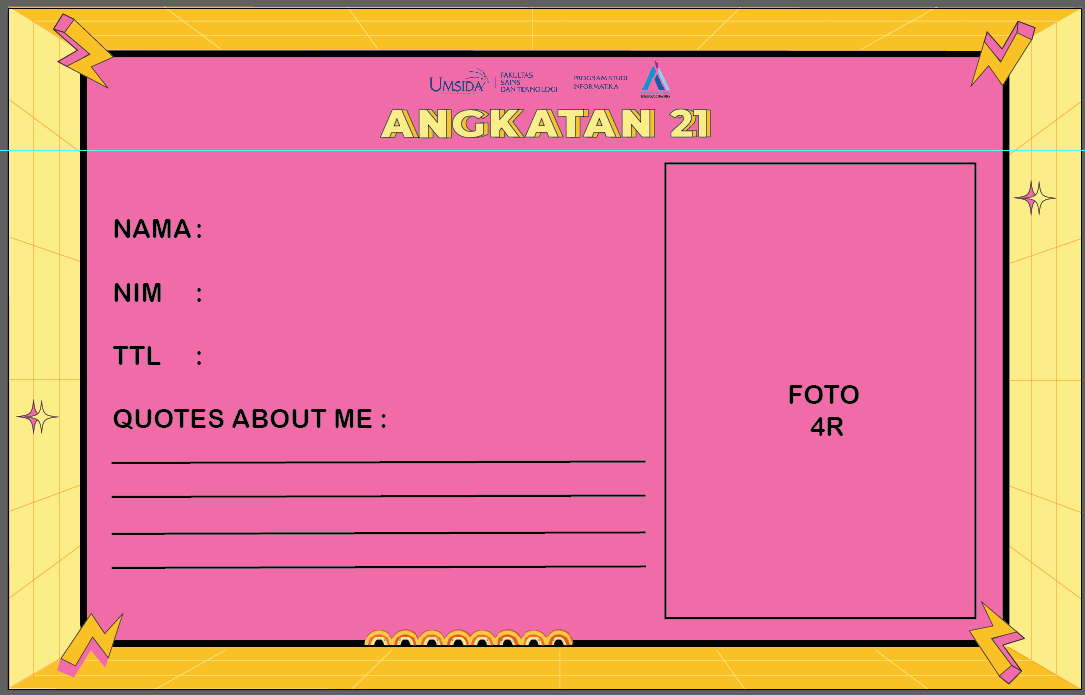 UMSIDA
FAKULTAS
SAINS
DAN TEKNOLOGI
PROGRAM STUDI
INFORMATIKA
ANGKATAN 21
NAMA :
NIM :
TTL :
QUOTES ABOUT ME :
FOTO
4R